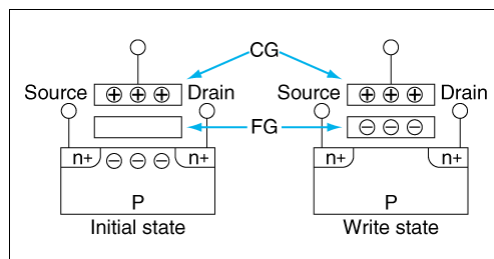 CG
Source
⊕ ⊕ ⊕
Drain
Source
⊕ ⊕ ⊕
Drain
FG
⊖ ⊖ ⊖
n+
⊖ ⊖ ⊖
n+
n+
n+
P
P
Initial state
Write state